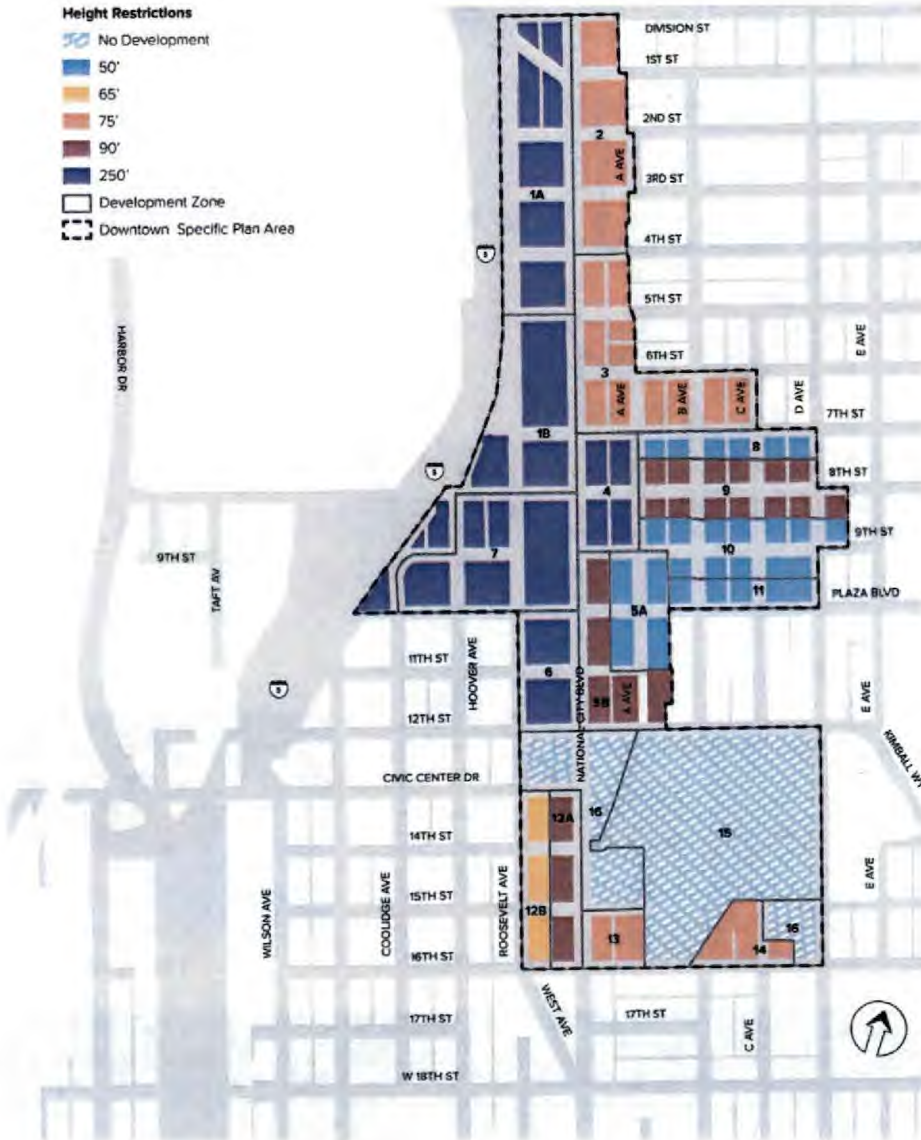 Height Restrictions
No Development
50'
65'
75'
90'
250'
Development Zone
Downtown Specific Plan Area
DIVISION ST
1ST ST
2ND ST
2
A AVE
3RD ST
1A
4TH ST
5
5TH ST
HARBOR DR
E AVE
6TH ST
3
A AVE
B AVE
C AVE
D AVE
7TH ST
1B
8
8TH ST
5
4
9
9TH ST
9TH ST
7
10
TAFT AV
11
PLAZA BLVD
5A
HOOVER AVE
11TH ST
6
NATIONAL CITY BLVD
5
5B
A AVE
E AVE
12TH ST
KIMBALL WY
CIVIC CENTER DR
16
12A
15
14TH ST
WILSON AVE
COOLIDGE AVE
ROOSEVELT AVE
E AVE
15TH ST
12B
16
13
14
16TH ST
WEST AVE
17TH ST
17TH ST
C AVE
W 18TH ST